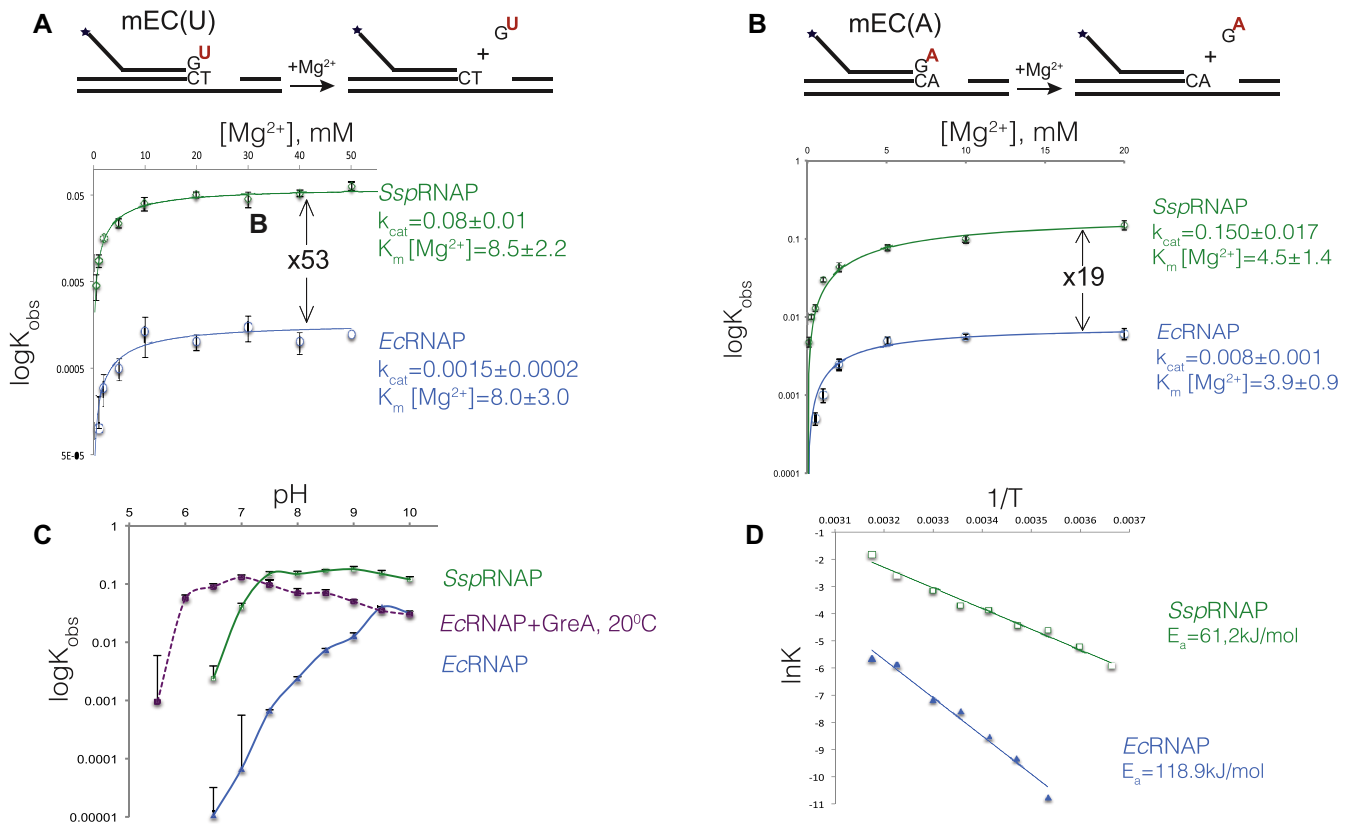 A
mEC(U)
U
G
CT
+Mg2+
CT
+
GU
[Mg2+], mM
0 10 20 30 40 50
0.05
0.005
0.0005
5E-05
logKobs
SspRNAP
kcat=0.08±0.01
Km [Mg2+]=8.5±2.2
B
x53
EcRNAP
kcat=0.0015±0.0002
Km [Mg2+]=8.0±3.0
B
mEC(A)
A
G
CA
+Mg2+
CA
+
GA
[Mg2+], mM
0 5 10 15 20
1
0.1
0.01
0.001
0.0001
logKobs
SspRNAP
kcat=0.150±0.017
Km [Mg2+]=4.5±1.4
x19
EcRNAP
kcat=0.008±0.001
Km [Mg2+]=3.9±0.9
C
pH
5 6 7 8 9 10
1
0.1
0.01
0.001
0.0001
0.00001
logKobs
SspRNAP
EcRNAP+GreA, 20⁰C
EcRNAP
D
1/T
0.0031 0.0032 0.0033 0.0034 0.0035 0.0036 0.0037
-1
-2
-3
-4
-5
-6
-7
-8
-9
-10
-11
lnK
SspRNAP
Ea=61,2kJ/mol
EcRNAP
Ea=118.9kJ/mol